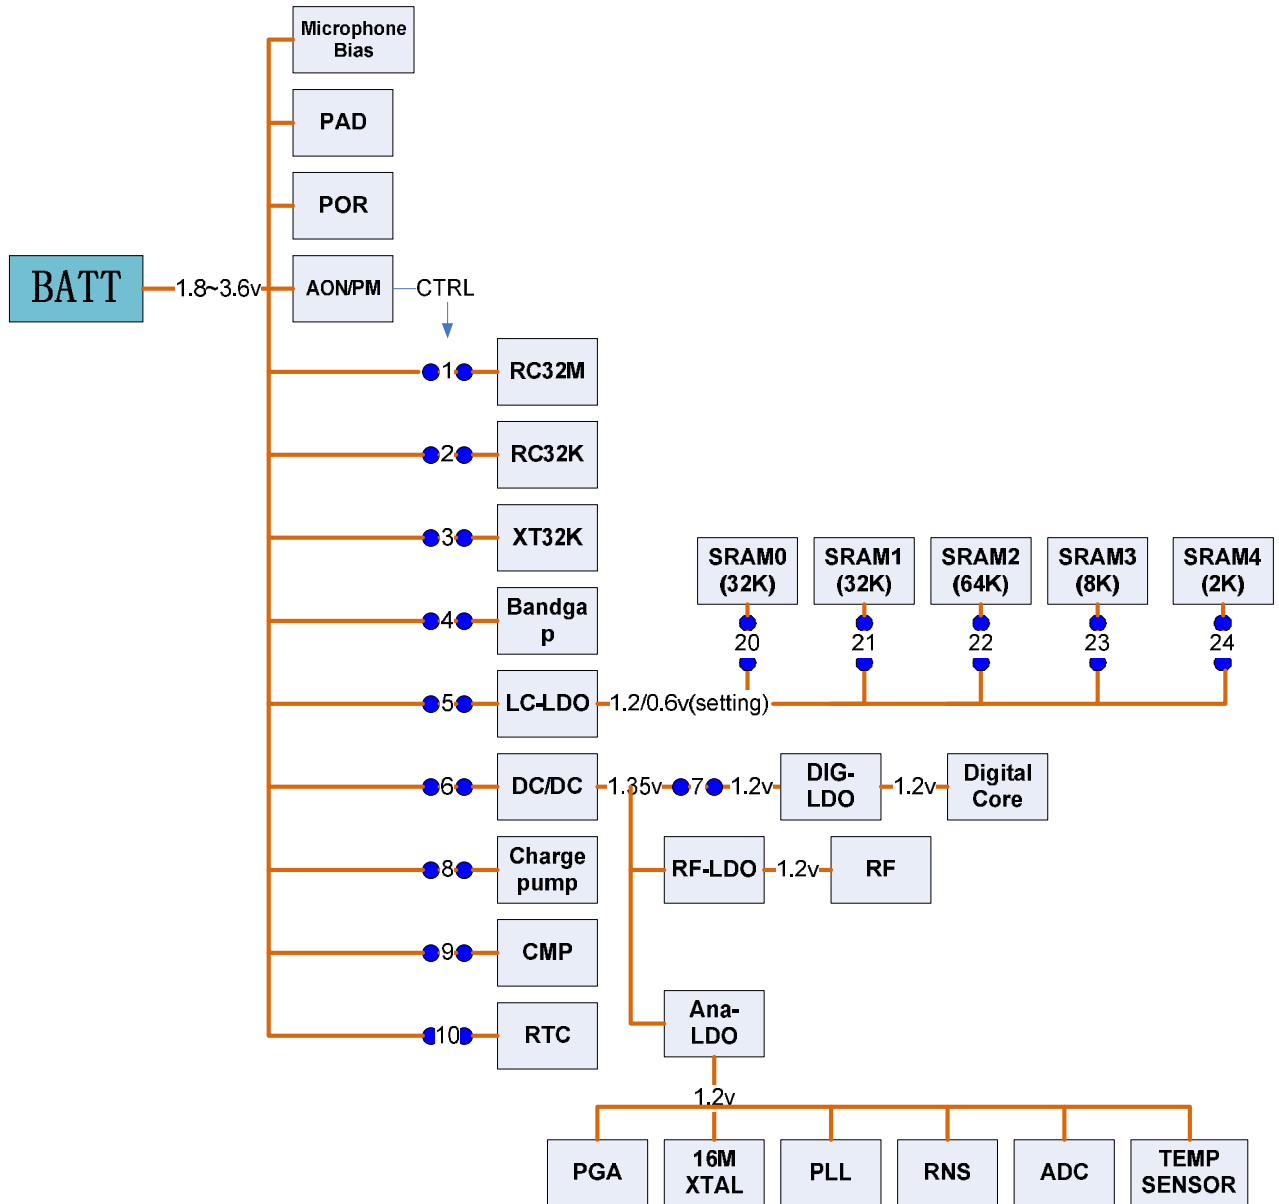 Microphone
Bias
PAD
POR
BATT
1.8~3.6v
AON/PM
CTRL
1
RC32M
2
RC32K
3
XT32K
SRAM0
(32K)
SRAM1
(32K)
SRAM2
(64K)
SRAM3
(8K)
SRAM4
(2K)
4
Bandga
p
20
21
22
23
24
5
LC-LDO
1.2/0.6v(setting)
6
DC/DC
1.35v
7
1.2v
DIG-
LDO
1.2v
Digital
Core
8
Charge
pump
RF-LDO
1.2v
RF
9
CMP
10
RTC
Ana-
LDO
1.2v
PGA
16M
XTAL
PLL
RNS
ADC
TEMP
SENSOR